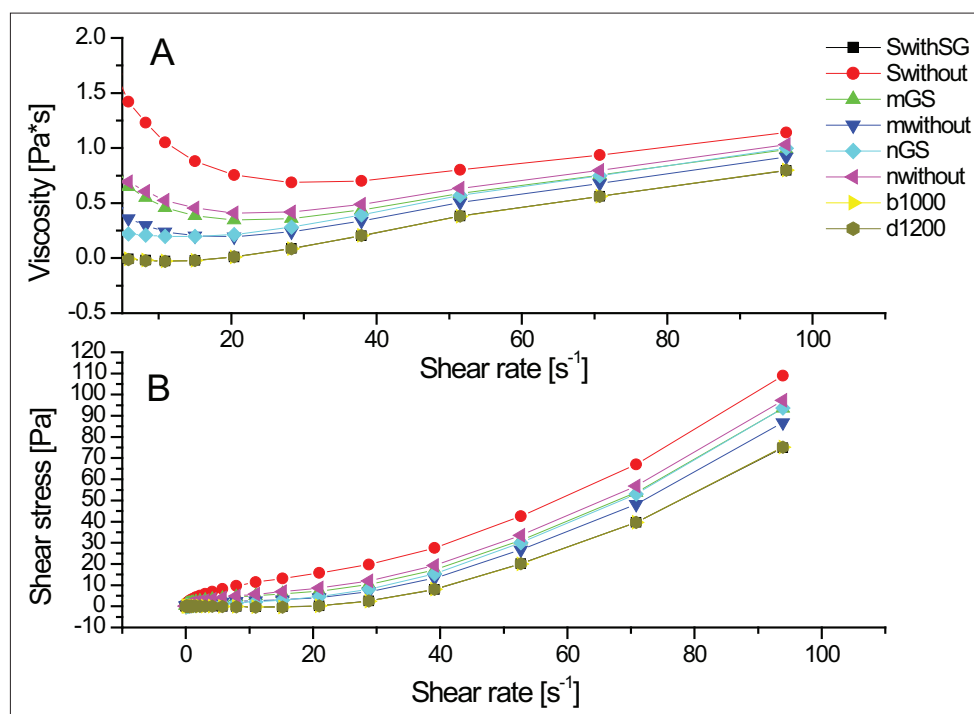 A
2.0
1.5
1.0
0.5
0.0
-0.5
Viscosity [Pa*s]
20 40 60 80 100
Shear rate [s⁻¹]
SwithSG
Swithout
mGS
mwithout
nGS
nwithout
b1000
d1200
B
120
110
100
90
80
70
60
50
40
30
20
10
0
-10
Shear stress [Pa]
0 20 40 60 80 100
Shear rate [s⁻¹]